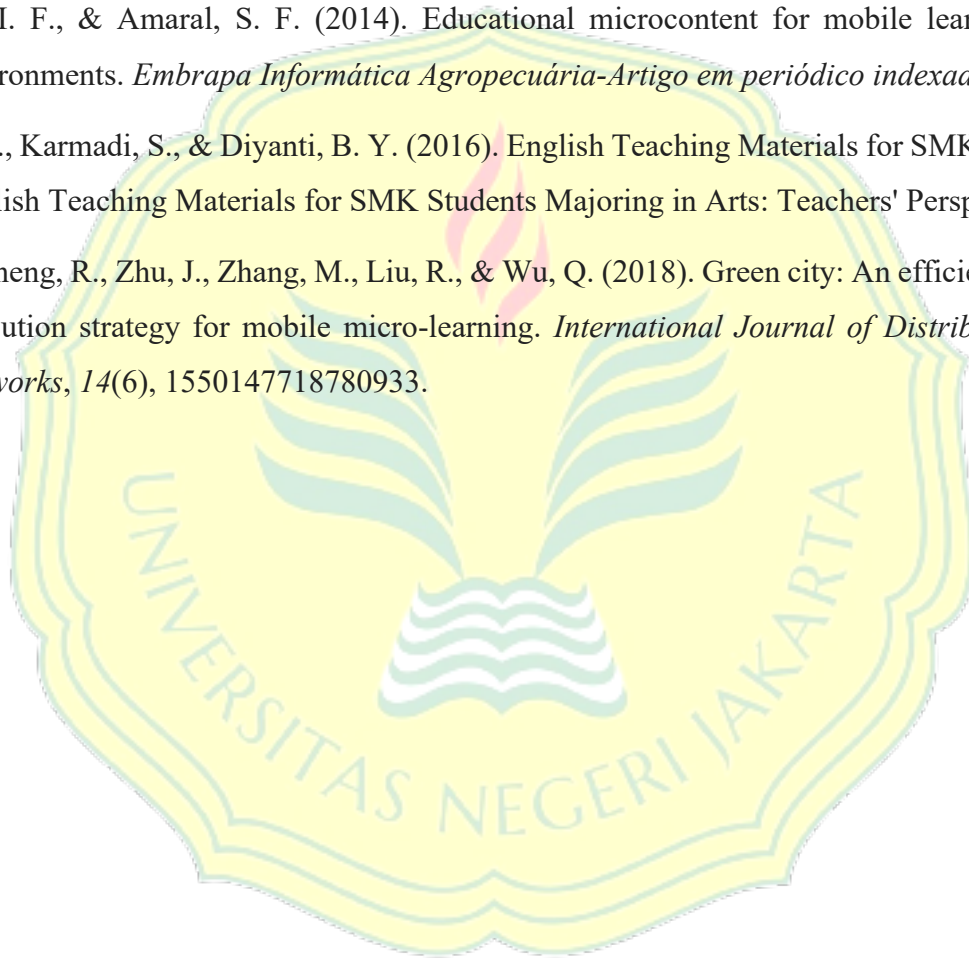 I. F., & Amaral, S. F. (2014). Educational microcontent for mobile lear
ronments. Embrapa Informática Agropecuária-Artigo em periódico indexad
., Karmadi, S., & Diyanti, B. Y. (2016). English Teaching Materials for SMK
lish Teaching Materials for SMK Students Majoring in Arts: Teachers' Persp
heng, R., Zhu, J., Zhang, M., Liu, R., & Wu, Q. (2018). Green city: An efficie
ution strategy for mobile micro-learning. International Journal of Distrib
works, 14(6), 1550147718780933.
UNIVERSITAS NEGERI JAKARTA